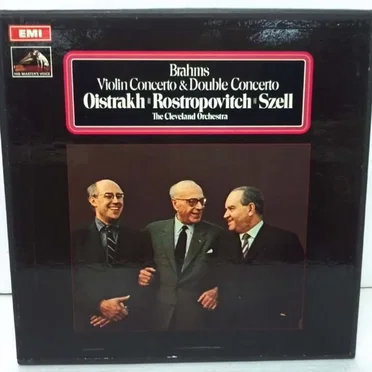 EMI
HIS MASTER'S VOICE
Brahms
Violin Concerto & Double Concerto
Oistrakh Rostropovitch Szell
The Cleveland Orchestra